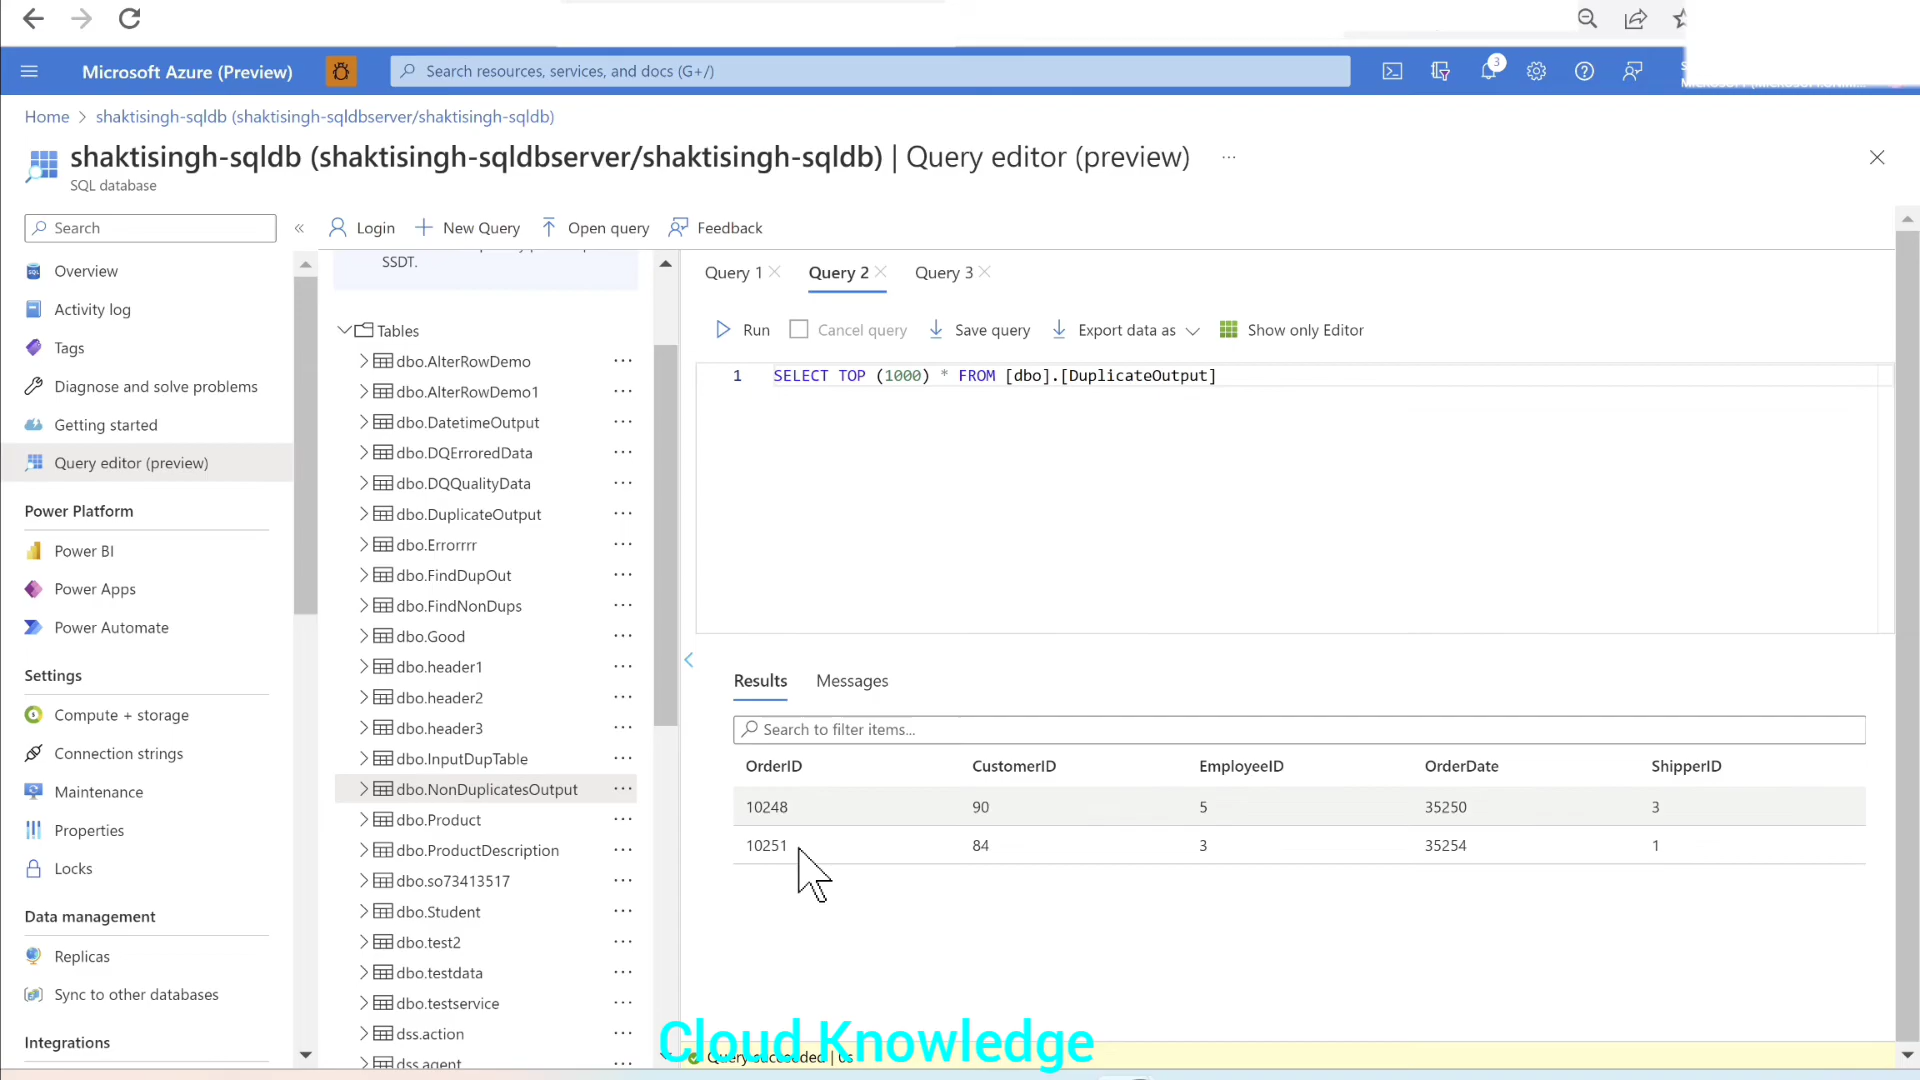 Microsoft Azure (Preview)
Search resources, services, and docs (G+/)
3
Home > shaktisingh-sqldb (shaktisingh-sqldbserver/shaktisingh-sqldb)
shaktisingh-sqldb (shaktisingh-sqldbserver/shaktisingh-sqldb) | Query editor (preview) ...
SQL database
Search
«
Login
New Query
Open query
Feedback
Overview
Activity log
Tags
Diagnose and solve problems
Getting started
Query editor (preview)
Power Platform
Power BI
Power Apps
Power Automate
Settings
Compute + storage
Connection strings
Maintenance
Properties
Locks
Data management
Replicas
Sync to other databases
Integrations
SSDT.
Tables
dbo.AlterRowDemo ...
dbo.AlterRowDemo1 ...
dbo.DatetimeOutput ...
dbo.DQErroredData ...
dbo.DQQualityData ...
dbo.DuplicateOutput ...
dbo.Errorrrr ...
dbo.FindDupOut ...
dbo.FindNonDups ...
dbo.Good ...
dbo.header1 ...
dbo.header2 ...
dbo.header3 ...
dbo.InputDupTable ...
dbo.NonDuplicatesOutput ...
dbo.Product ...
dbo.ProductDescription ...
dbo.so73413517 ...
dbo.Student ...
dbo.test2 ...
dbo.testdata ...
dbo.testservice ...
dss.action ...
dss.agent ...
Query 1 Query 2 Query 3
Run Cancel query Save query Export data as Show only Editor
1 SELECT TOP (1000) * FROM [dbo].[DuplicateOutput]
Results Messages
Search to filter items...
OrderID CustomerID EmployeeID OrderDate ShipperID
10248 90 5 35250 3
10251 84 3 35254 1
Cloud Knowledge
Query succeeded | 0s